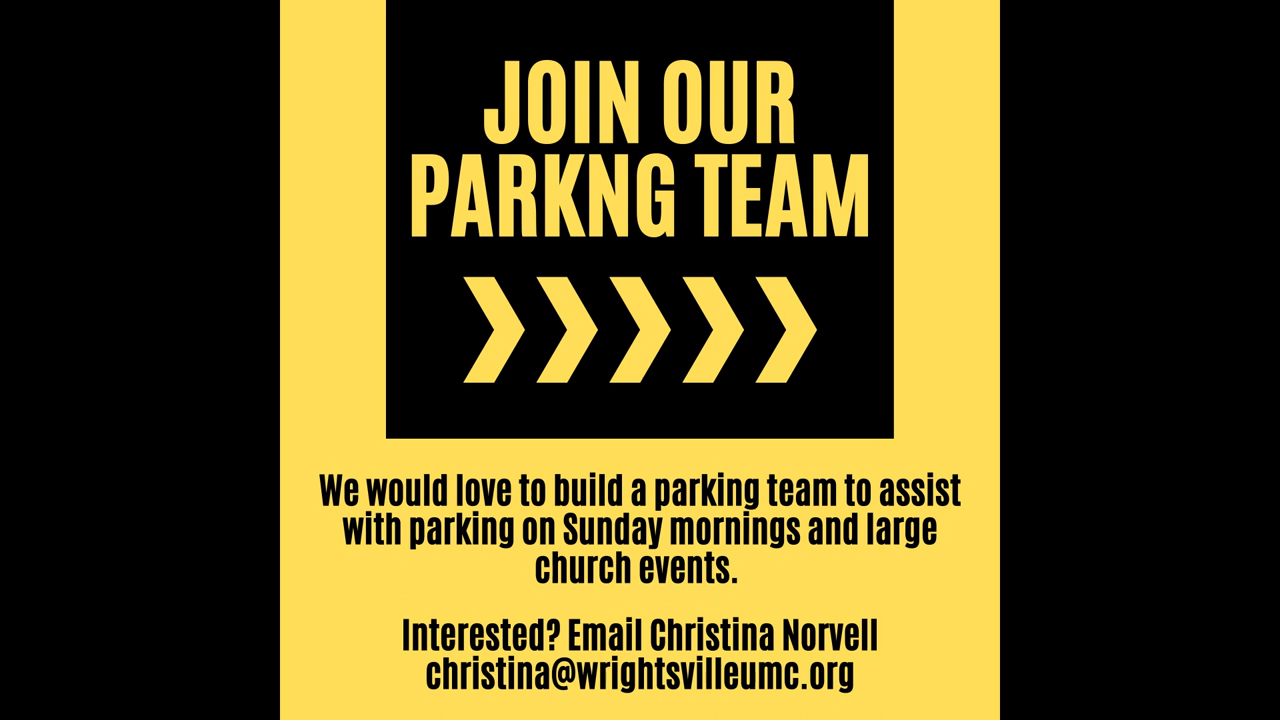 JOIN OUR
PARKNG TEAM
We would love to build a parking team to assist
with parking on Sunday mornings and large
church events.
Interested? Email Christina Norvell
christina@wrightsvilleumc.org